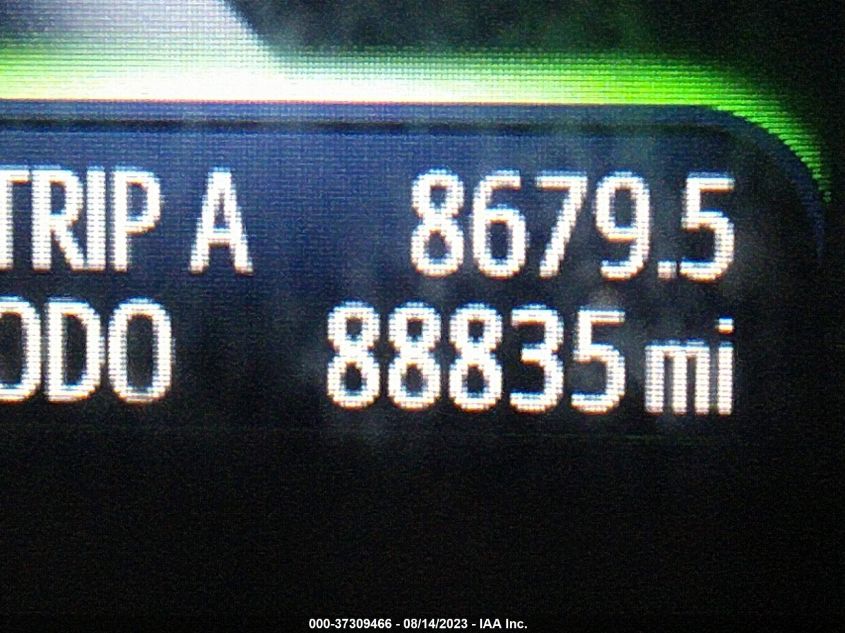 TRIP A 8679.5
ODO 88835 mi
000-37309466 - 08/14/2023 - IAA Inc.